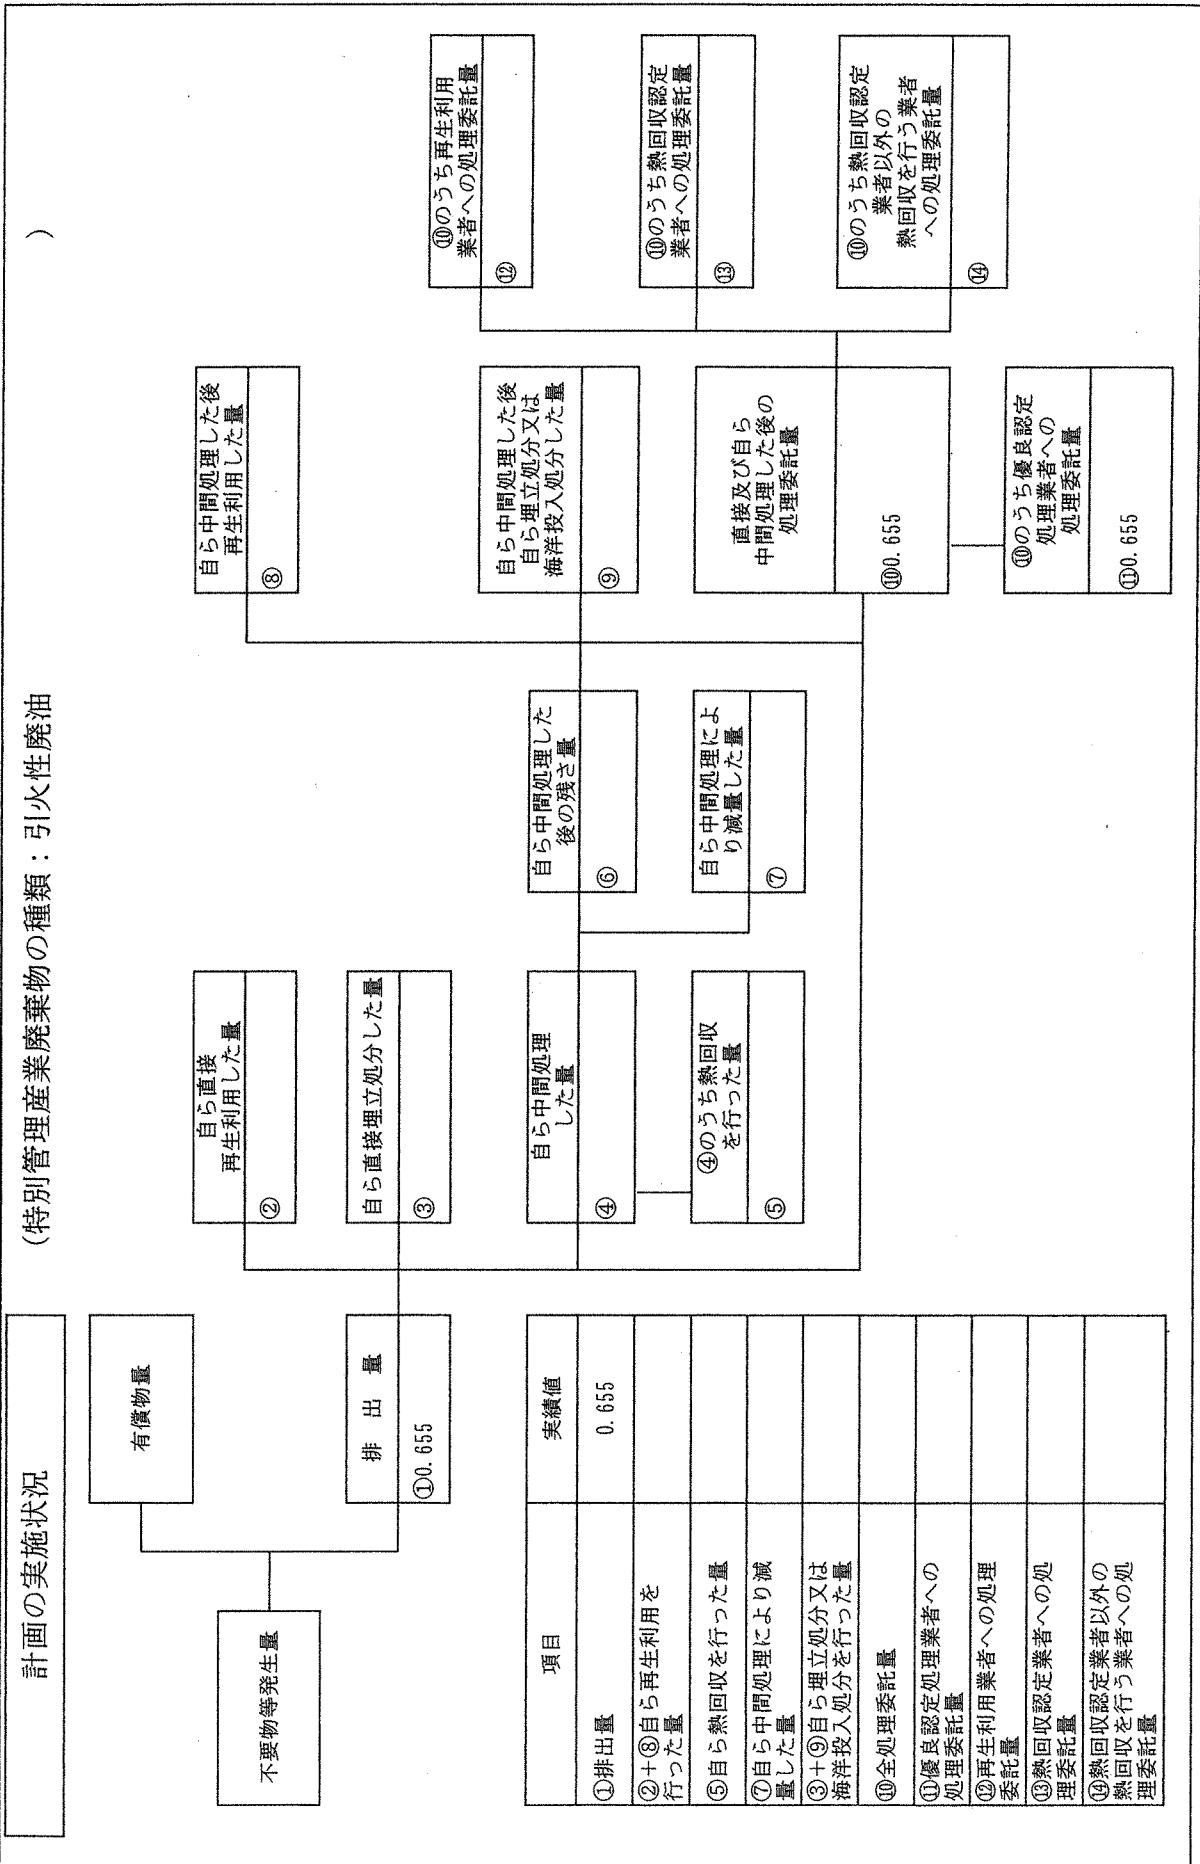 計画の実施状況
(特別管理産業廃棄物の種類：引火性廃油
)
不要物等発生量
有償物量
排 出 量
①0.655
自ら直接
再生利用した量
②
自ら直接埋立処分した量
③
自ら中間処理
した量
④
④のうち熱回収
を行った量
⑤
自ら中間処理した
後の残さ量
⑥
自ら中間処理によ
り減量した量
⑦
自ら中間処理した後
再生利用した量
⑧
自ら中間処理した後
自ら埋立処分又は
海洋投入処分した量
⑨
直接及び自ら
中間処理した後の
処理委託量
⑩0.655
⑩のうち優良認定
処理業者への
処理委託量
⑪0.655
⑩のうち再生利用
業者への処理委託量
⑫
⑩のうち熱回収認定
業者への処理委託量
⑬
⑩のうち熱回収認定
業者以外の
熱回収を行う業者
への処理委託量
⑭
項目
実績値
①排出量
0.655
②+⑧自ら再生利用を
行った量
⑤自ら熱回収を行った量
⑦自ら中間処理により減
量した量
③+⑨自ら埋立処分又は
海洋投入処分を行った量
⑩全処理委託量
⑪優良認定処理業者への
処理委託量
⑫再生利用業者への処理
委託量
⑬熱回収認定業者への処
理委託量
⑭熱回収認定業者以外の
熱回収を行う業者への処
理委託量